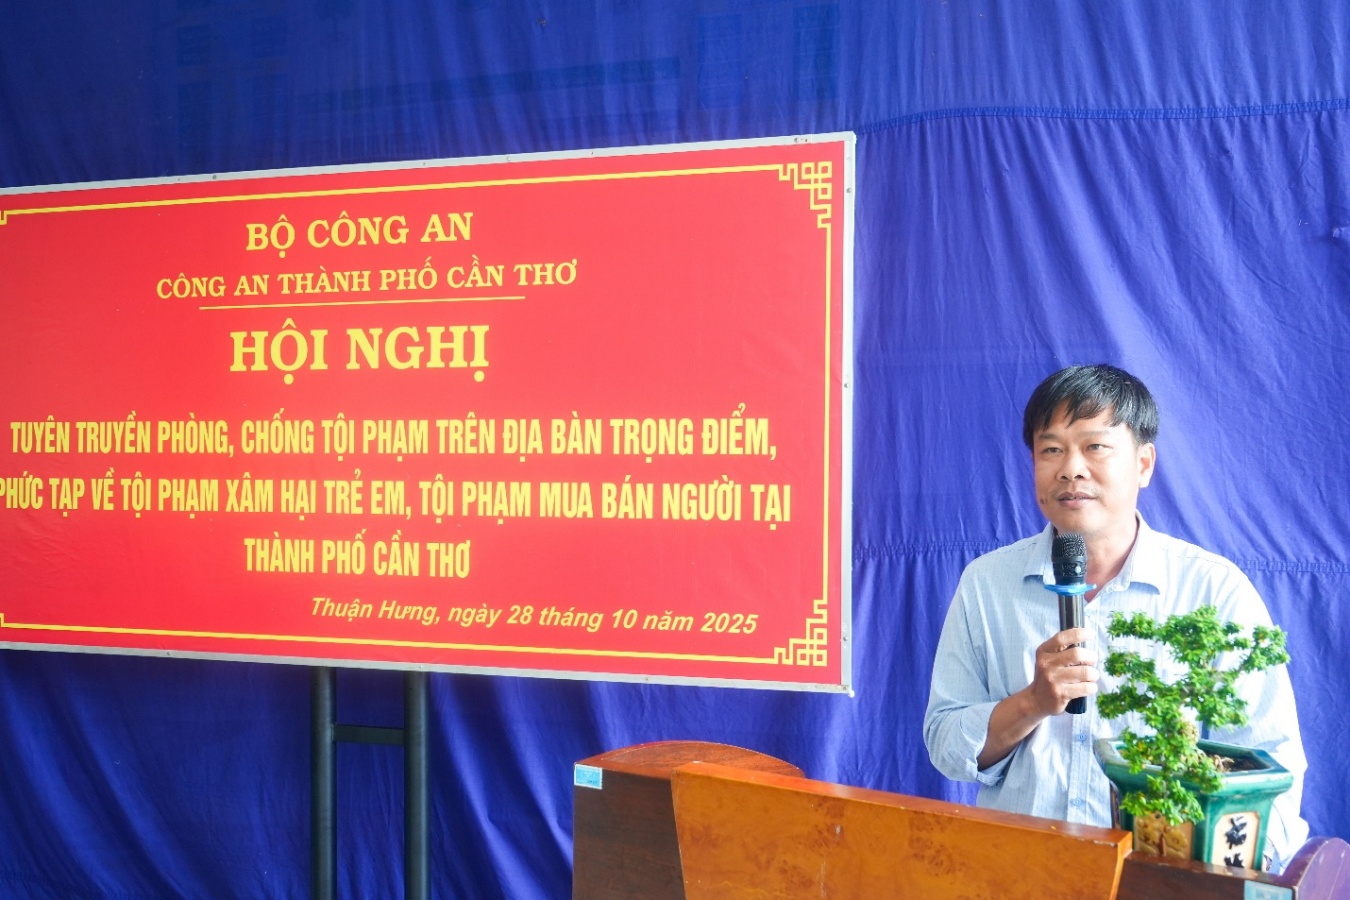 BỘ CÔNG AN
CÔNG AN THÀNH PHỐ CẦN THƠ
HỘI NGHỊ
TUYÊN TRUYỀN PHÒNG, CHỐNG TỘI PHẠM TRÊN ĐỊA BÀN TRỌNG ĐIỂM,
PHỨC TẠP VỀ TỘI PHẠM XÂM HẠI TRẺ EM, TỘI PHẠM MUA BÁN NGƯỜI TẠI
THÀNH PHỐ CẦN THƠ
Thuận Hưng, ngày 28 tháng 10 năm 2025